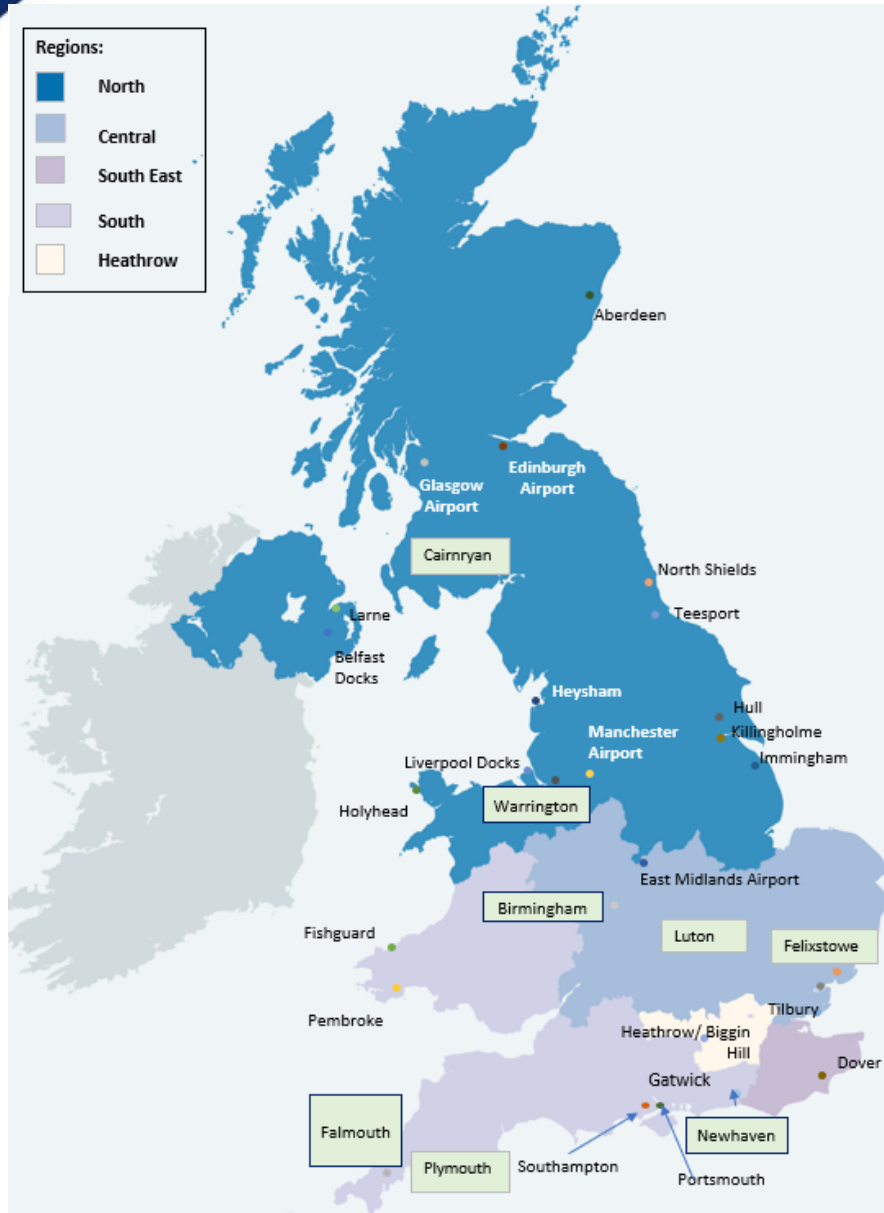 Regions:
North
Central
South East
South
Heathrow
Aberdeen
Edinburgh
Airport
Glasgow
Airport
Cairnryan
North Shields
Larne
Teesport
Belfast
Docks
Heysham
Hull
Manchester
Airport
Killingholme
Immingham
Liverpool Docks
Holyhead
Warrington
East Midlands Airport
Birmingham
Fishguard
Luton
Felixstowe
Pembroke
Tilbury
Heathrow/ Biggin
Hill
Dover
Gatwick
Falmouth
Newhaven
Plymouth
Southampton
Portsmouth